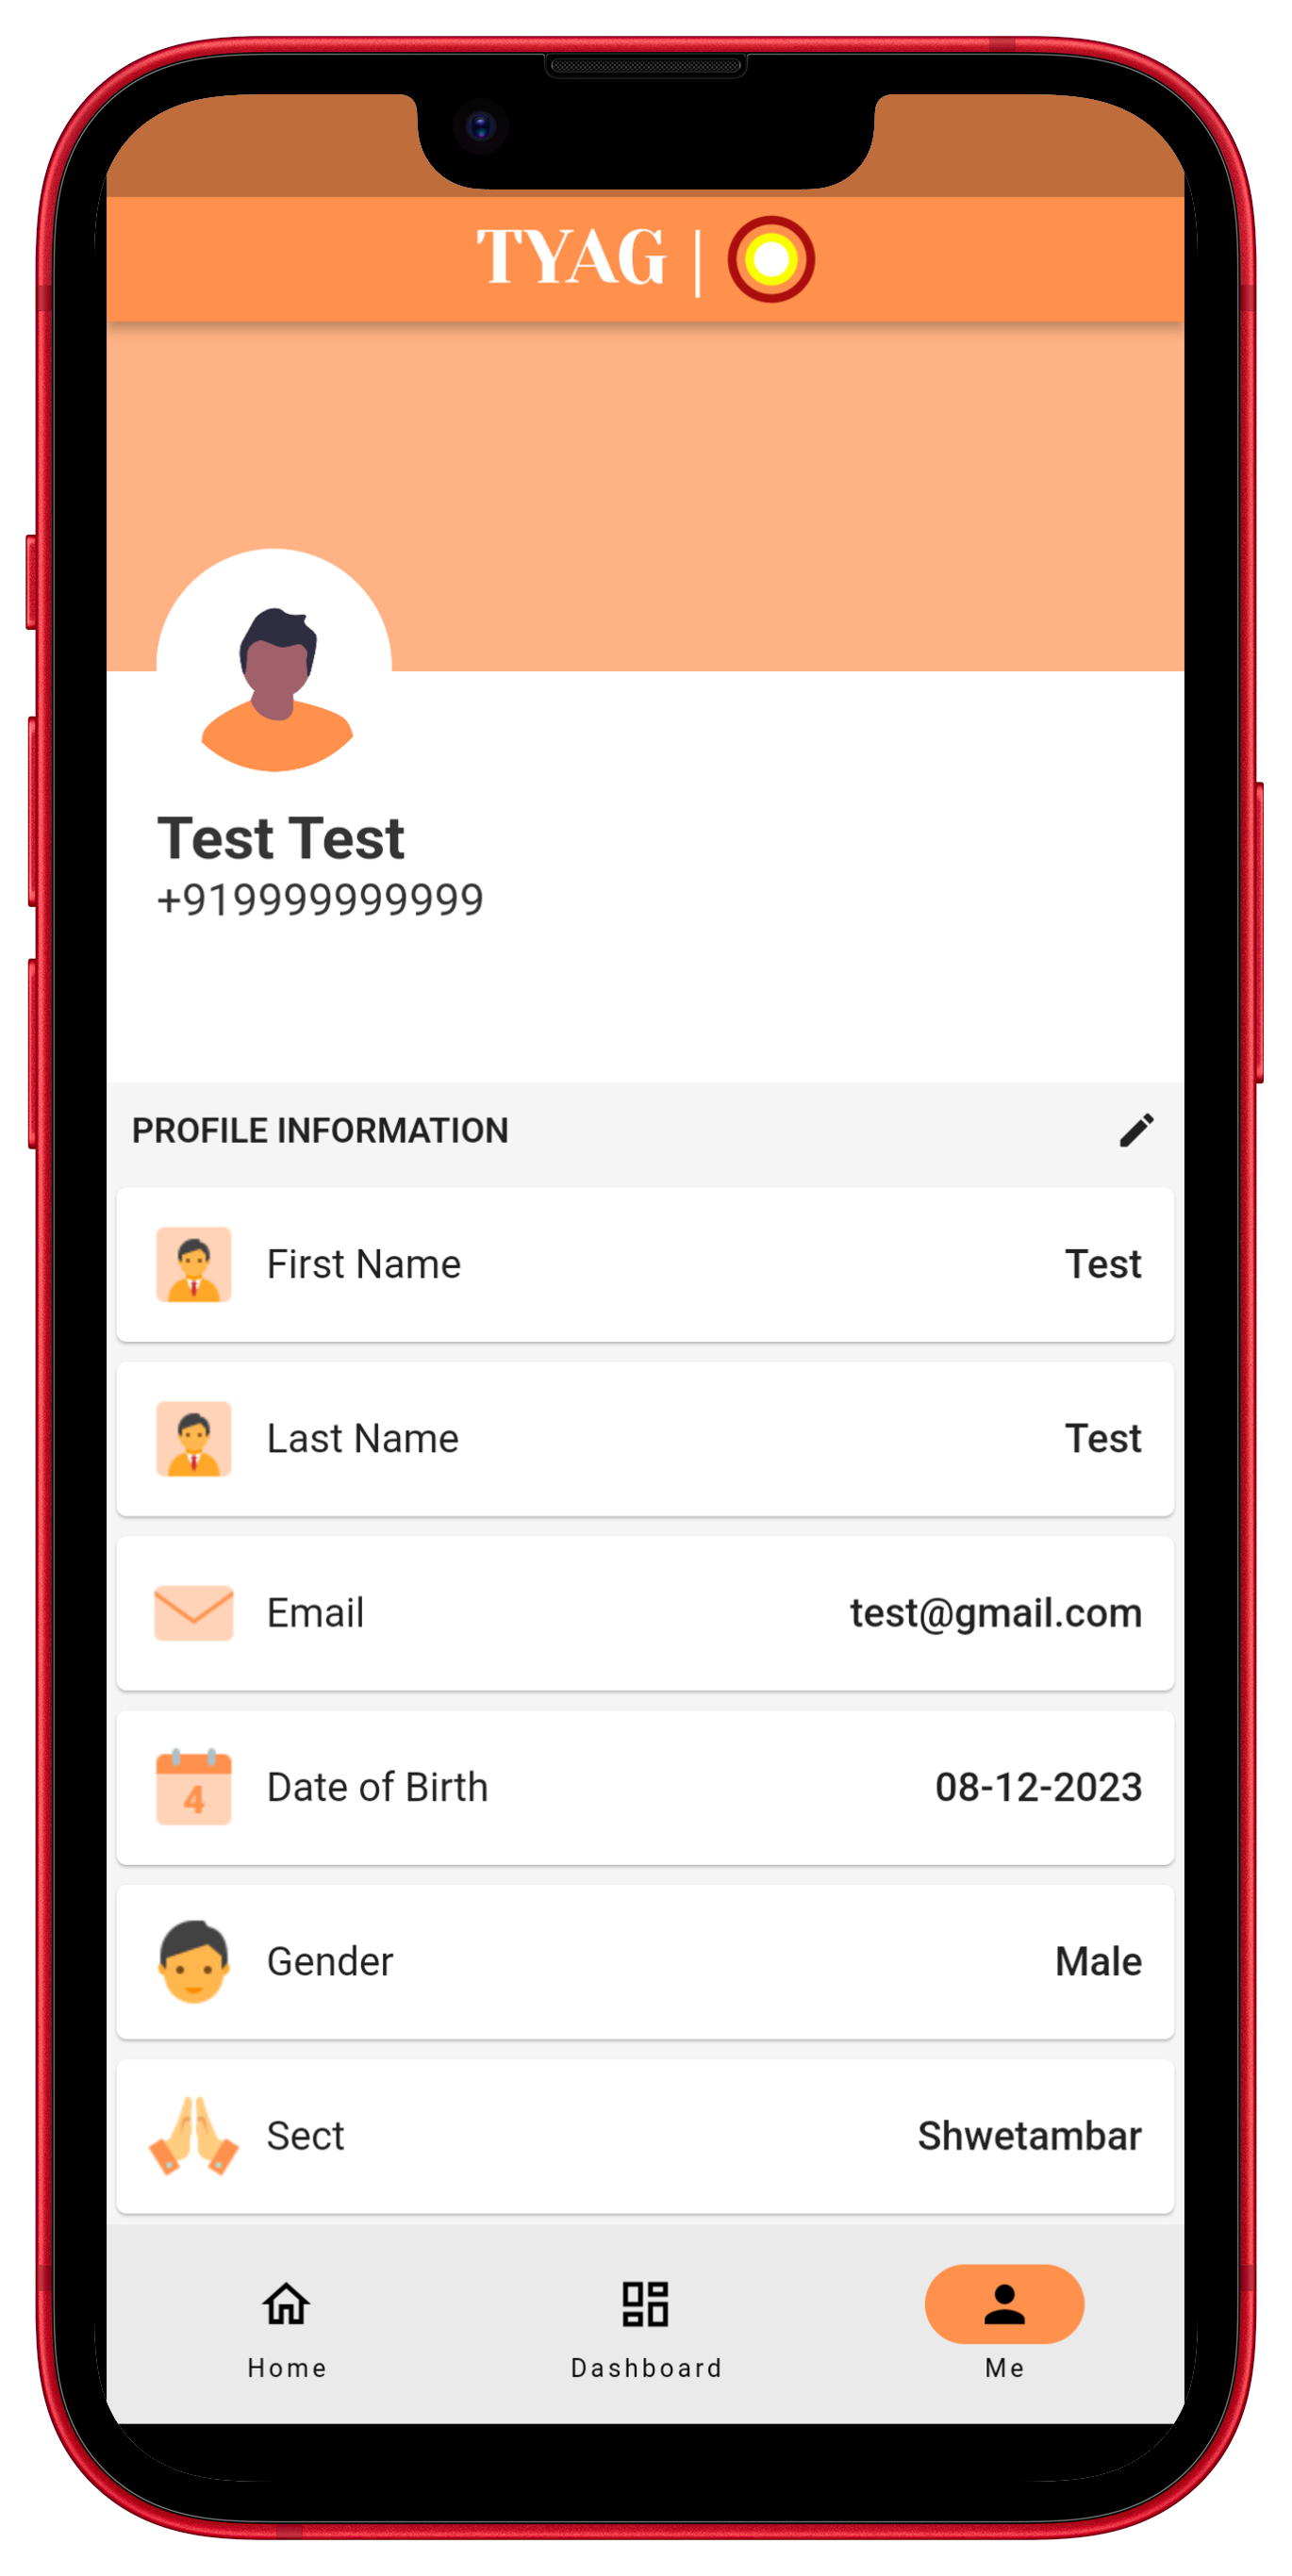 TYAG |
Test Test
+919999999999
PROFILE INFORMATION
First Name Test
Last Name Test
Email test@gmail.com
4
Date of Birth 08-12-2023
Gender Male
Sect Shwetambar
Home Dashboard Me